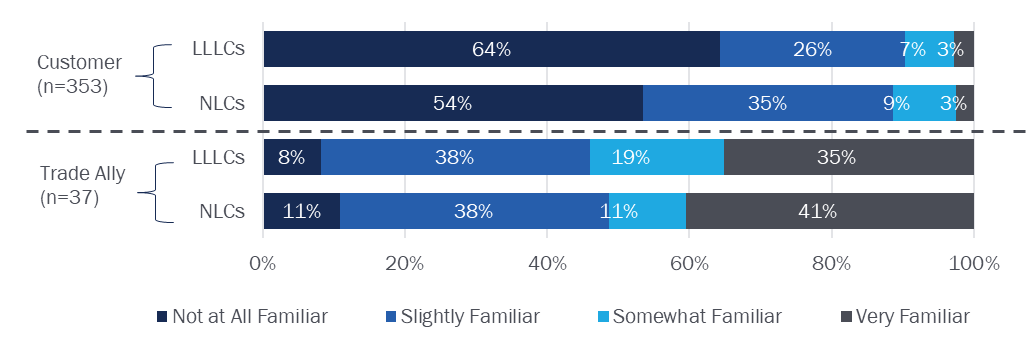 Customer
(n=353)
LLLCs
64% 26% 7% 3%
NLCs
54% 35% 9% 3%
Trade Ally
(n=37)
LLLCs
8% 38% 19% 35%
NLCs
11% 38% 11% 41%
0% 20% 40% 60% 80% 100%
Not at All Familiar Slightly Familiar Somewhat Familiar Very Familiar